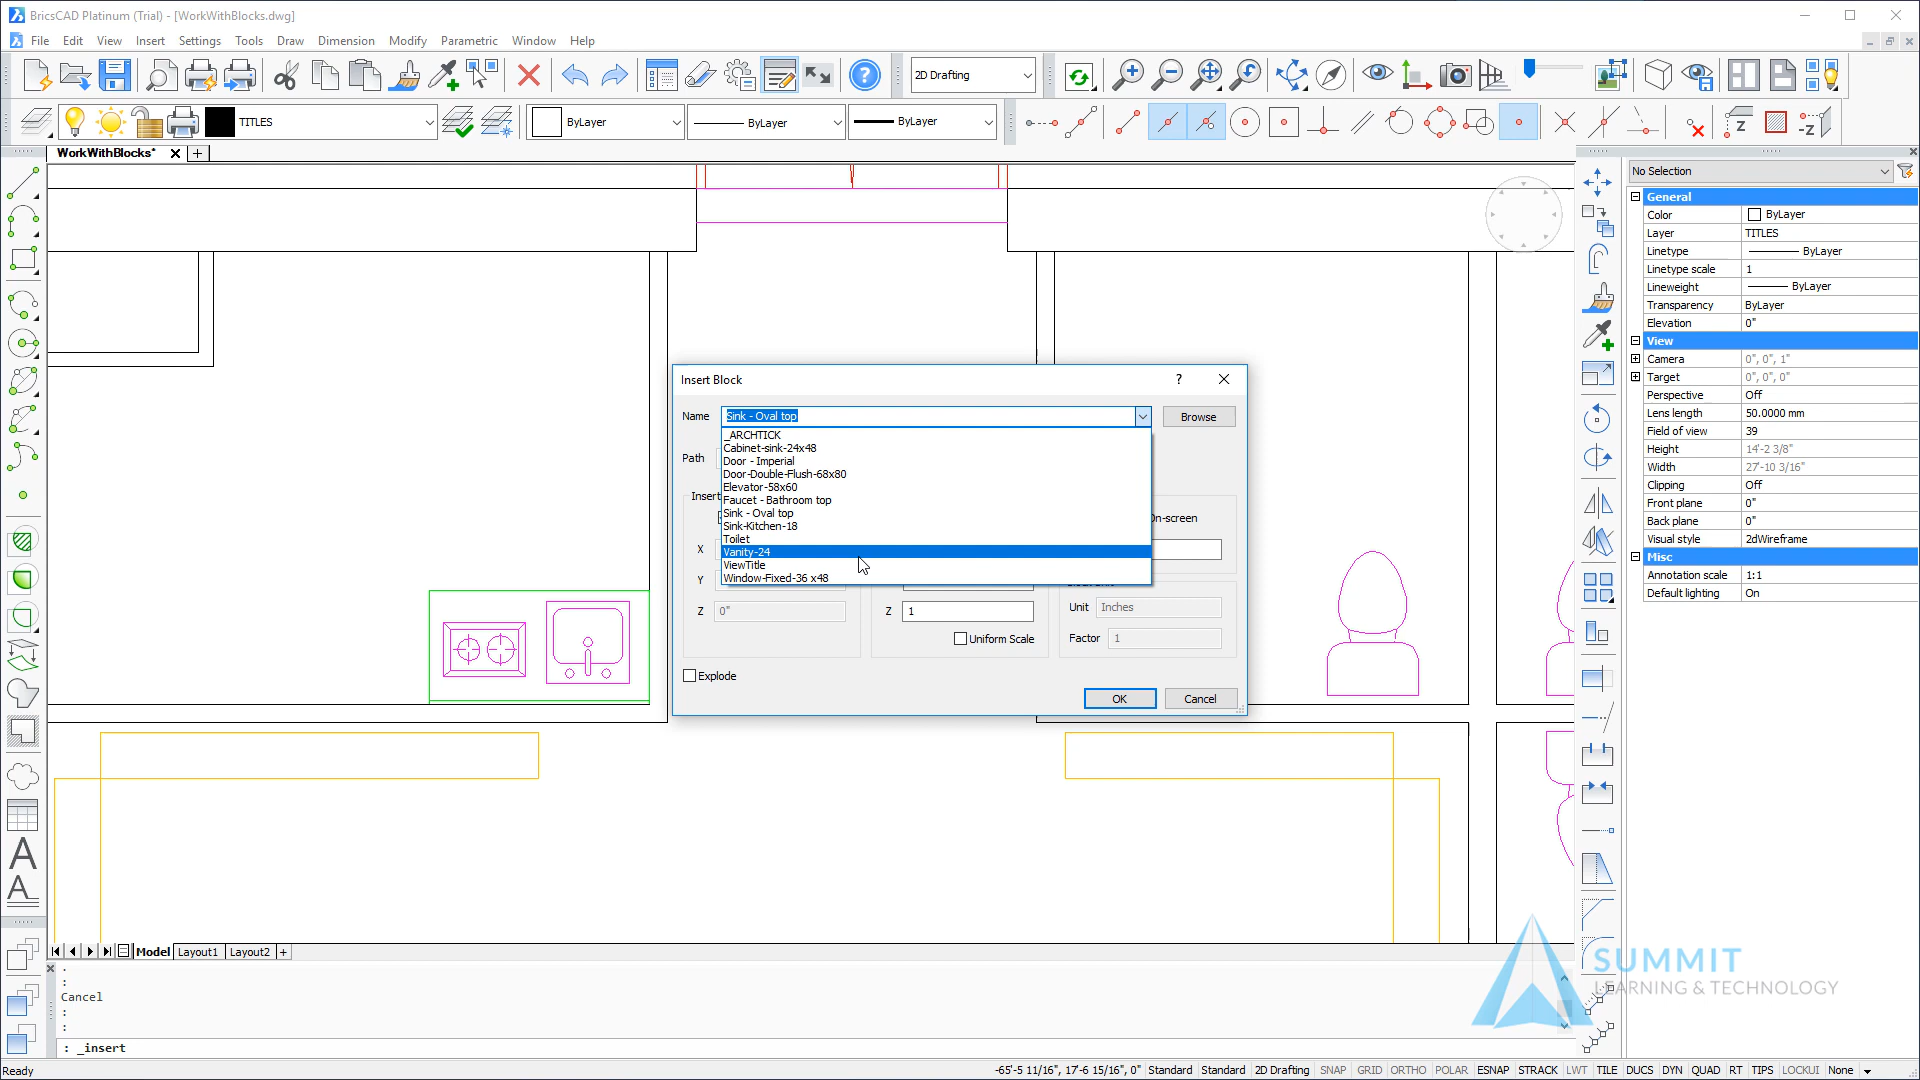 BricsCAD Platinum (Trial) - [WorkWithBlocks.dwg]
File Edit View Insert Settings Tools Draw Dimension Modify Parametric Window Help
2D Drafting
TITLES
ByLayer
ByLayer
ByLayer
WorkWithBlocks*
No Selection
General
Color ByLayer
Layer TITLES
Linetype ByLayer
Linetype scale 1
Lineweight ByLayer
Transparency ByLayer
Elevation 0"
View
Camera 0", 0", 1"
Target 0", 0", 0"
Perspective Off
Lens length 50.0000 mm
Field of view 39
Height 14'-2 3/8"
Width 27'-10 3/16"
Clipping Off
Front plane 0"
Back plane 0"
Visual style 2dWireframe
Misc
Annotation scale 1:1
Default lighting On
Insert Block
Name Sink - Oval top Browse
_ARCHTICK
Cabinet-sink-24x48
Door - Imperial
Door-Double-Flush-68x80
Elevator-58x60
Faucet - Bathroom top
Sink - Oval top
Sink-Kitchen-18
Toilet
Vanity-24
ViewTitle
Window-Fixed-36 x48
Path
Insert
On-screen
X
Y
Z 0" Z 1
Unit Inches
Uniform Scale Factor 1
Explode
OK Cancel
Model Layout1 Layout2 +
:
:
Cancel
:
:
: _insert
SUMMIT
LEARNING & TECHNOLOGY
Ready
-65'-5 11/16", 17'-6 15/16", 0" Standard Standard 2D Drafting SNAP GRID ORTHO POLAR ESNAP STRACK LWT TILE DUCS DYN QUAD RT TIPS LOCKUI None